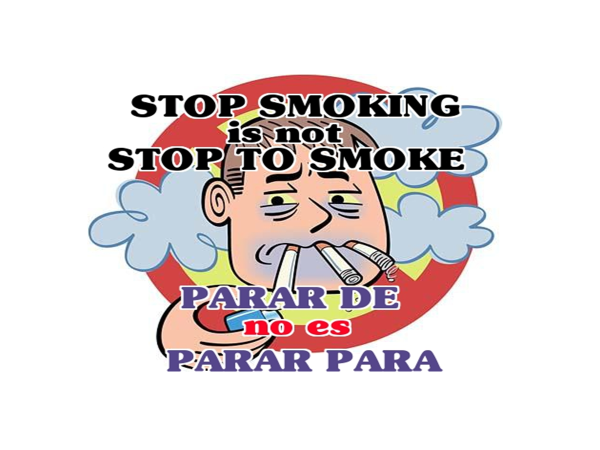 STOP SMOKING
is not
STOP TO SMOKE
PARAR DE
no es
PARAR PARA